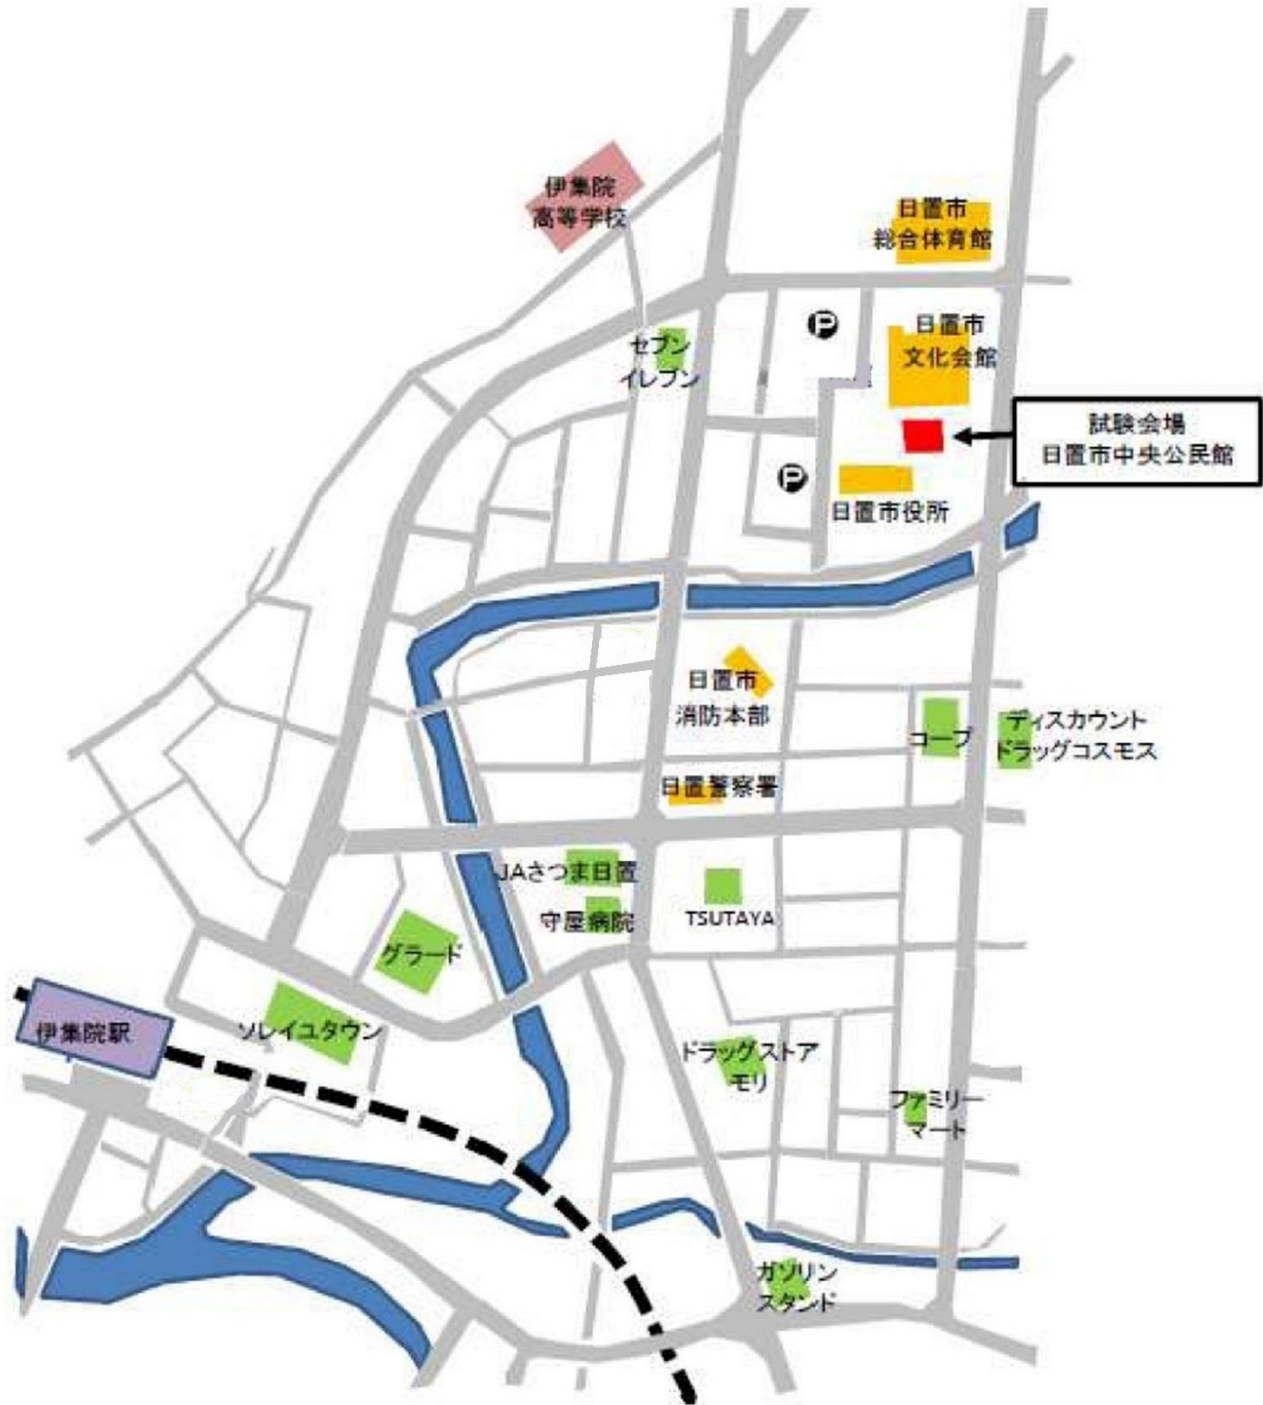 伊集院
高等学校
日置市
総合体育館
日置市
文化会館
セブン
イレブン
P
試験会場
日置市中央公民館
P
日置市役所
日置市
消防本部
コープ
ディスカウント
ドラッグコスモス
日置警察署
JAさつま日置
守屋病院
TSUTAYA
グラード
伊集院駅
ソレイユタウン
ドラッグストア
モリ
ファミリー
マート
ガソリン
スタンド